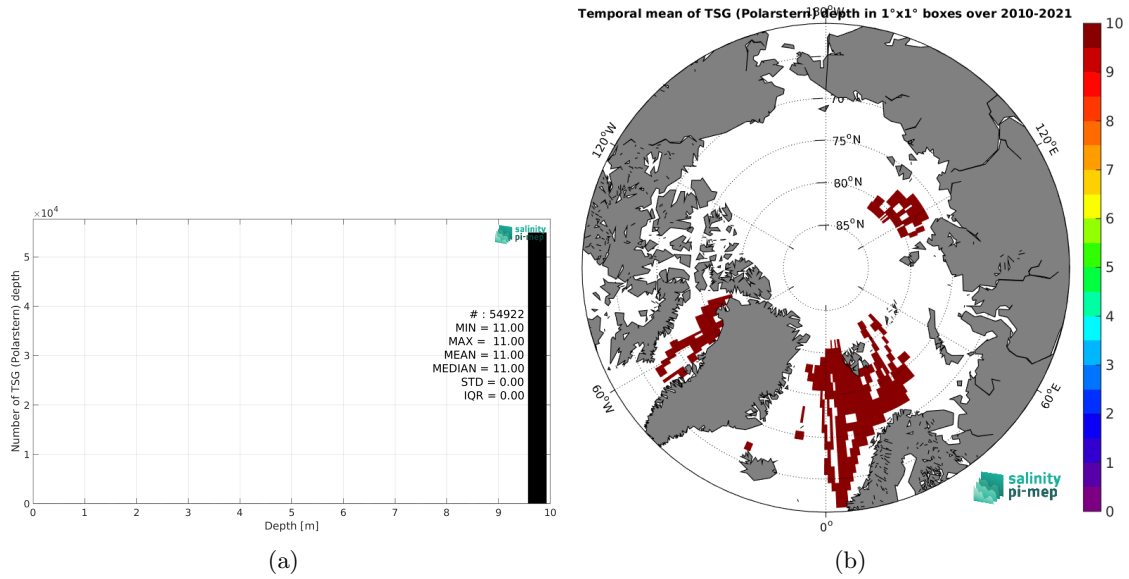 ×10⁴
5
4
3
2
1
0
Number of TSG (Polarstern) depth
0 1 2 3 4 5 6 7 8 9 10
Depth [m]
salinity
pi-mep
# : 54922
MIN = 11.00
MAX = 11.00
MEAN = 11.00
MEDIAN = 11.00
STD = 0.00
IQR = 0.00
(a)
Temporal mean of TSG (Polarstern) depth in 1°x1° boxes over 2010-2021
180°W
120°W
120°E
75°N
80°N
85°N
60°W
60°E
0°
salinity
pi-mep
10
9
8
7
6
5
4
3
2
1
0
(b)